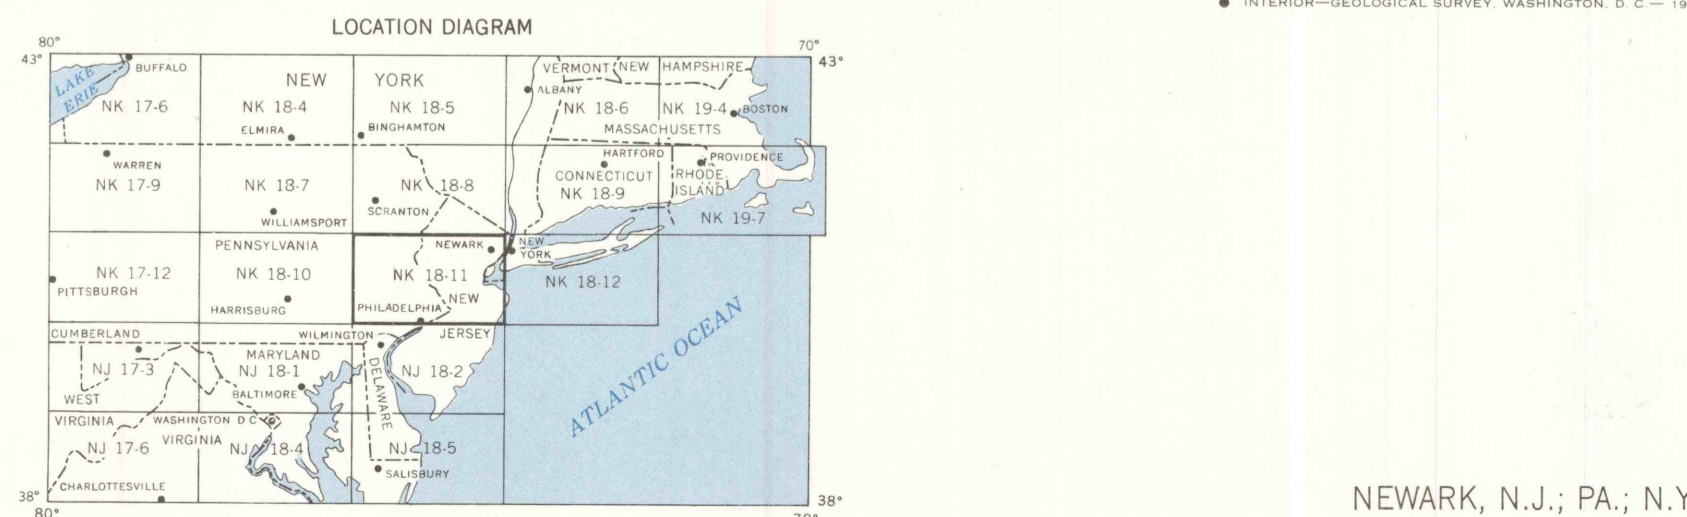 INTERIOR—GEOLOGICAL SURVEY, WASHINGTON, D. C.— 19
LOCATION DIAGRAM
80°
70°
43°
43°
BUFFALO
LAKE
ERIE
NEW YORK
VERMONT NEW HAMPSHIRE
ALBANY
NK 17-6
NK 18-4
NK 18-5
NK 18-6
NK 19-4
BOSTON
ELMIRA
BINGHAMTON
MASSACHUSETTS
WARREN
HARTFORD
PROVIDENCE
NK 17-9
NK 18-7
NK 18-8
CONNECTICUT
RHODE
ISLAND
NK 18-9
SCRANTON
WILLIAMSPORT
NK 19-7
PENNSYLVANIA
NEWARK
NEW
YORK
NK 17-12
NK 18-10
NK 18-11
NK 18-12
PITTSBURGH
HARRISBURG
NEW
PHILADELPHIA
JERSEY
CUMBERLAND
WILMINGTON
MARYLAND
NJ 17-3
NJ 18-1
DELAWARE
NJ 18-2
ATLANTIC OCEAN
WEST
BALTIMORE
VIRGINIA
WASHINGTON D C
VIRGINIA
NJ 17-6
NJ 18-4
NJ 18-5
SALISBURY
CHARLOTTESVILLE
38°
38°
80°
NEWARK, N.J.; PA.; N.Y